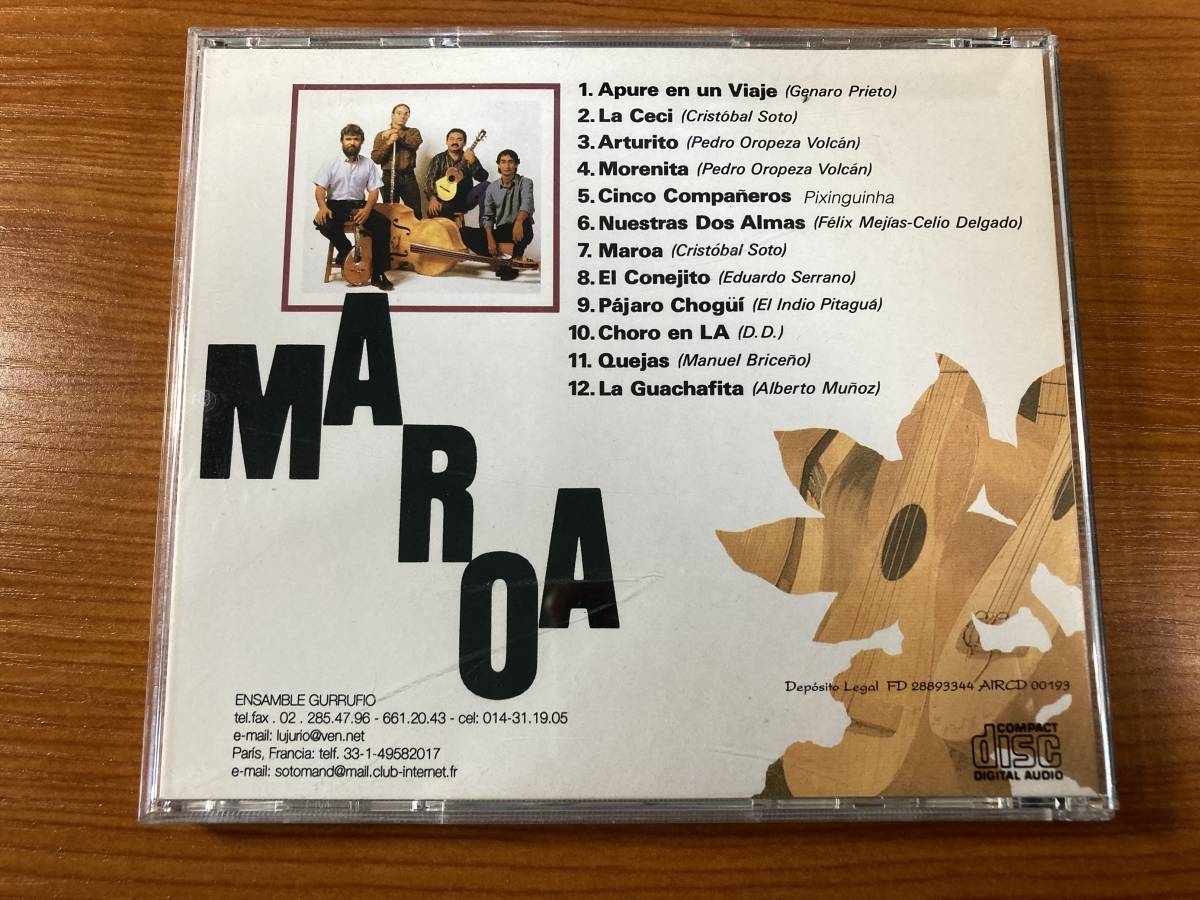 1. Apure en un Viaje (Genaro Prieto)
2. La Ceci (Cristóbal Soto)
3. Arturito (Pedro Oropeza Volcán)
4. Morenita (Pedro Oropeza Volcán)
5. Cinco Compañeros Pixinguinha
6. Nuestras Dos Almas (Félix Mejías-Celio Delgado)
7. Maroa (Cristóbal Soto)
8. El Conejito (Eduardo Serrano)
9. Pájaro Chogüí (El Indio Pitaguá)
10. Choro en LA (D.D.)
11. Quejas (Manuel Briceño)
12. La Guachafita (Alberto Muñoz)
MAROA
ENSAMBLE GURRUFIO
tel.fax . 02 . 285.47.96 - 661.20.43 - cel: 014-31.19.05
e-mail: lujurio@ven.net
París, Francia: telf. 33-1-49582017
e-mail: sotomand@mail.club-internet.fr
Depósito Legal FD 28893344 AIRCD 00193
COMPACT
disc
DIGITAL AUDIO